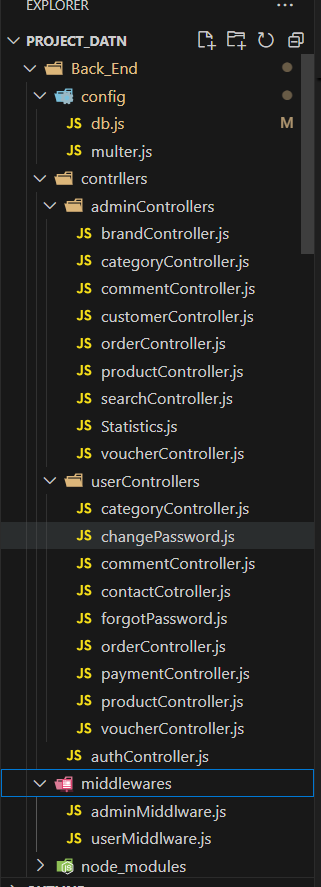 EXPLORER ...
PROJECT_DATN
Back_End
config
JS db.js M
JS multer.js
contrllers
adminControllers
JS brandController.js
JS categoryController.js
JS commentController.js
JS customerController.js
JS orderController.js
JS productController.js
JS searchController.js
JS Statistics.js
JS voucherController.js
userControllers
JS categoryController.js
JS changePassword.js
JS commentController.js
JS contactCotroller.js
JS forgotPassword.js
JS orderController.js
JS paymentController.js
JS productController.js
JS voucherController.js
JS authController.js
middlewares
JS adminMiddlware.js
JS userMiddlware.js
node_modules